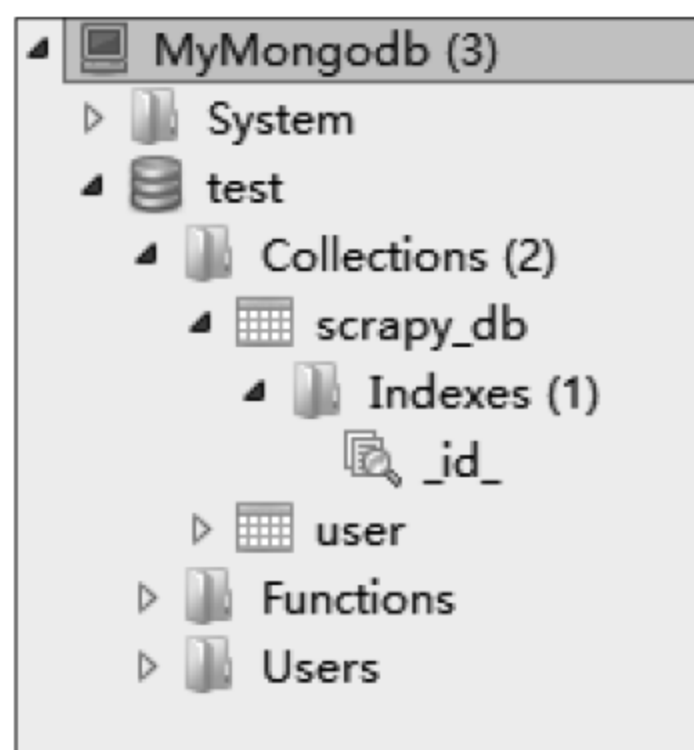 MyMongodb (3)
System
test
Collections (2)
scrapy_db
Indexes (1)
_id_
user
Functions
Users